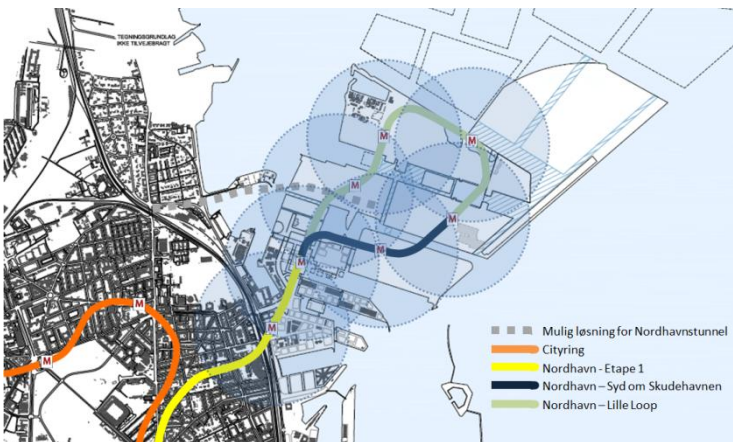 TEGNINGSGRUNDLAG
IKKE TILVEJEBRAGT
M
M
M
M
M
M
M
M
M
Mulig løsning for Nordhavnstunnel
Cityring
Nordhavn - Etape 1
Nordhavn – Syd om Skudehavnen
Nordhavn – Lille Loop